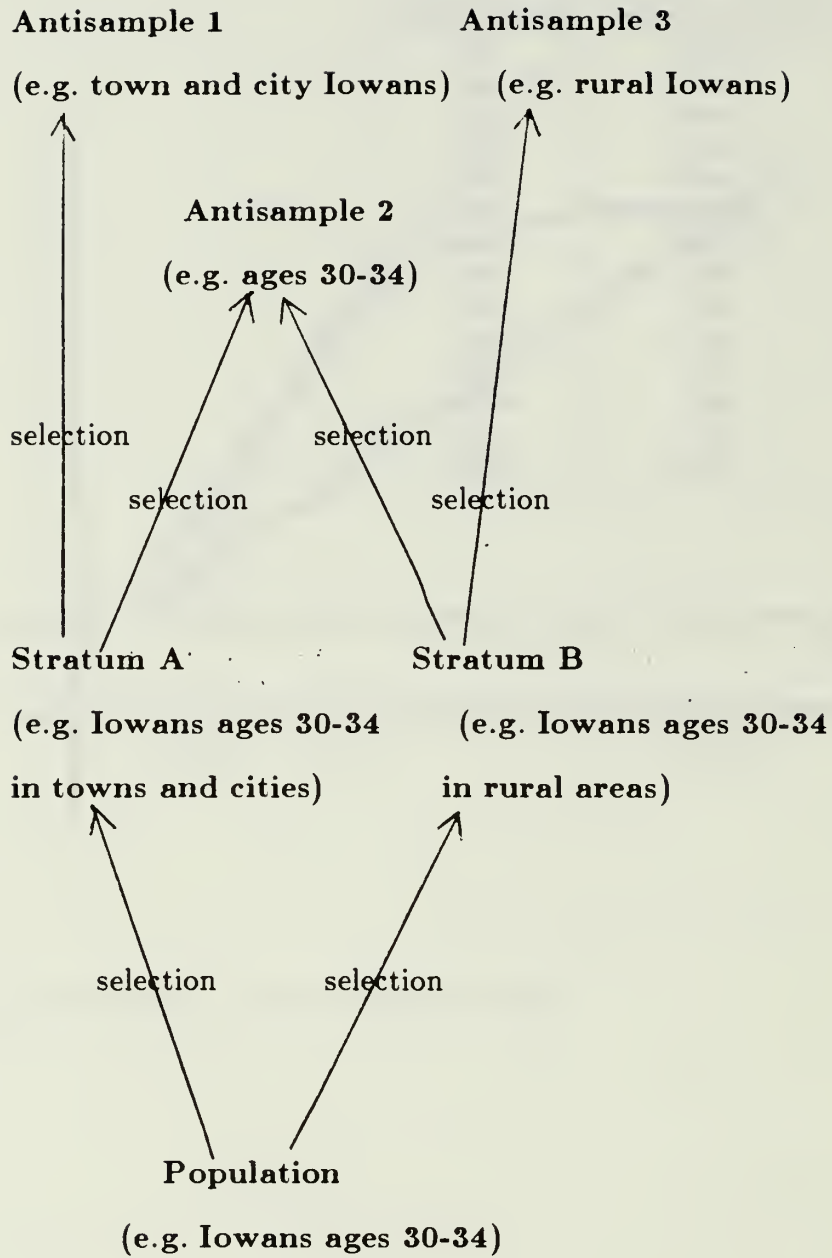 Antisample 1 Antisample 3
(e.g. town and city Iowans) (e.g. rural Iowans)
Antisample 2
(e.g. ages 30-34)
selection selection
selection selection
Stratum A Stratum B
(e.g. Iowans ages 30-34 (e.g. Iowans ages 30-34
in towns and cities) in rural areas)
selection selection
Population
(e.g. Iowans ages 30-34)